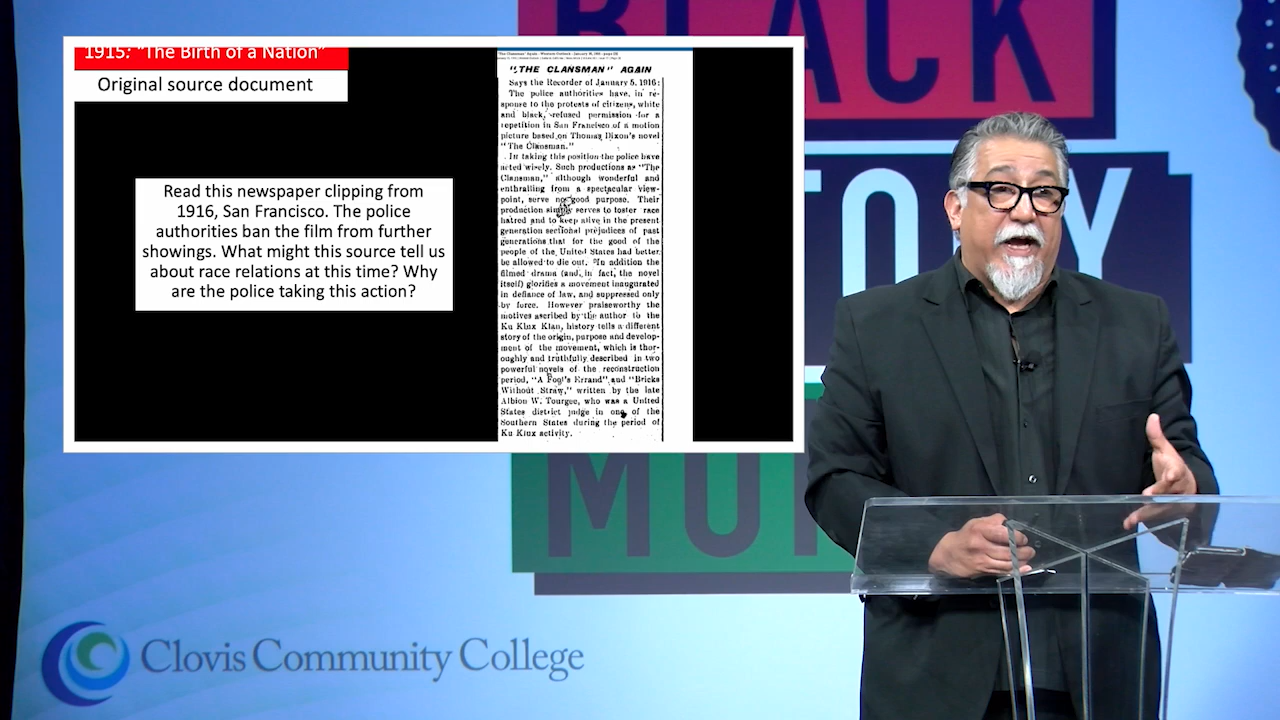 BLACK
1915: "The Birth of a Nation"
Original source document
Read this newspaper clipping from
1916, San Francisco. The police
authorities ban the film from further
showings. What might this source tell us
about race relations at this time? Why
are the police taking this action?
"THE CLANSMAN" AGAIN
Says the Recorder of January 5, 1916:
The police authorities have, in re-
sponse to the protests of citizens, white
and black, refused permission for a
repetition in San Francisco of a motion
picture based on Thomas Dixon's novel
"The Clansman."
In taking this position the police have
acted wisely. Such productions as "The
Clansman," although wonderful and
enthralling from a spectacular view-
point, serve no good purpose. Their
production simply serves to foster race
hatred and to keep alive in the present
generation sectional prejudices of past
generations that for the good of the
people of the United States had better
be allowed to die out. In addition the
filmed drama (and, in fact, the novel
itself) glorifies a movement inaugurated
in defiance of law, and suppressed only
by force. However praiseworthy the
motives ascribed by the author to the
Ku Klux Klan, history tells a different
story of the origin, purpose and develop-
ment of the movement, which is thor-
oughly and truthfully described in two
powerful novels of the reconstruction
period, "A Fool's Errand" and "Bricks
Without Straw," written by the late
Albion W. Tourgee, who was a United
States district judge in one of the
Southern States during the period of
Ku Klux activity.
TORY
MON
Clovis Community College